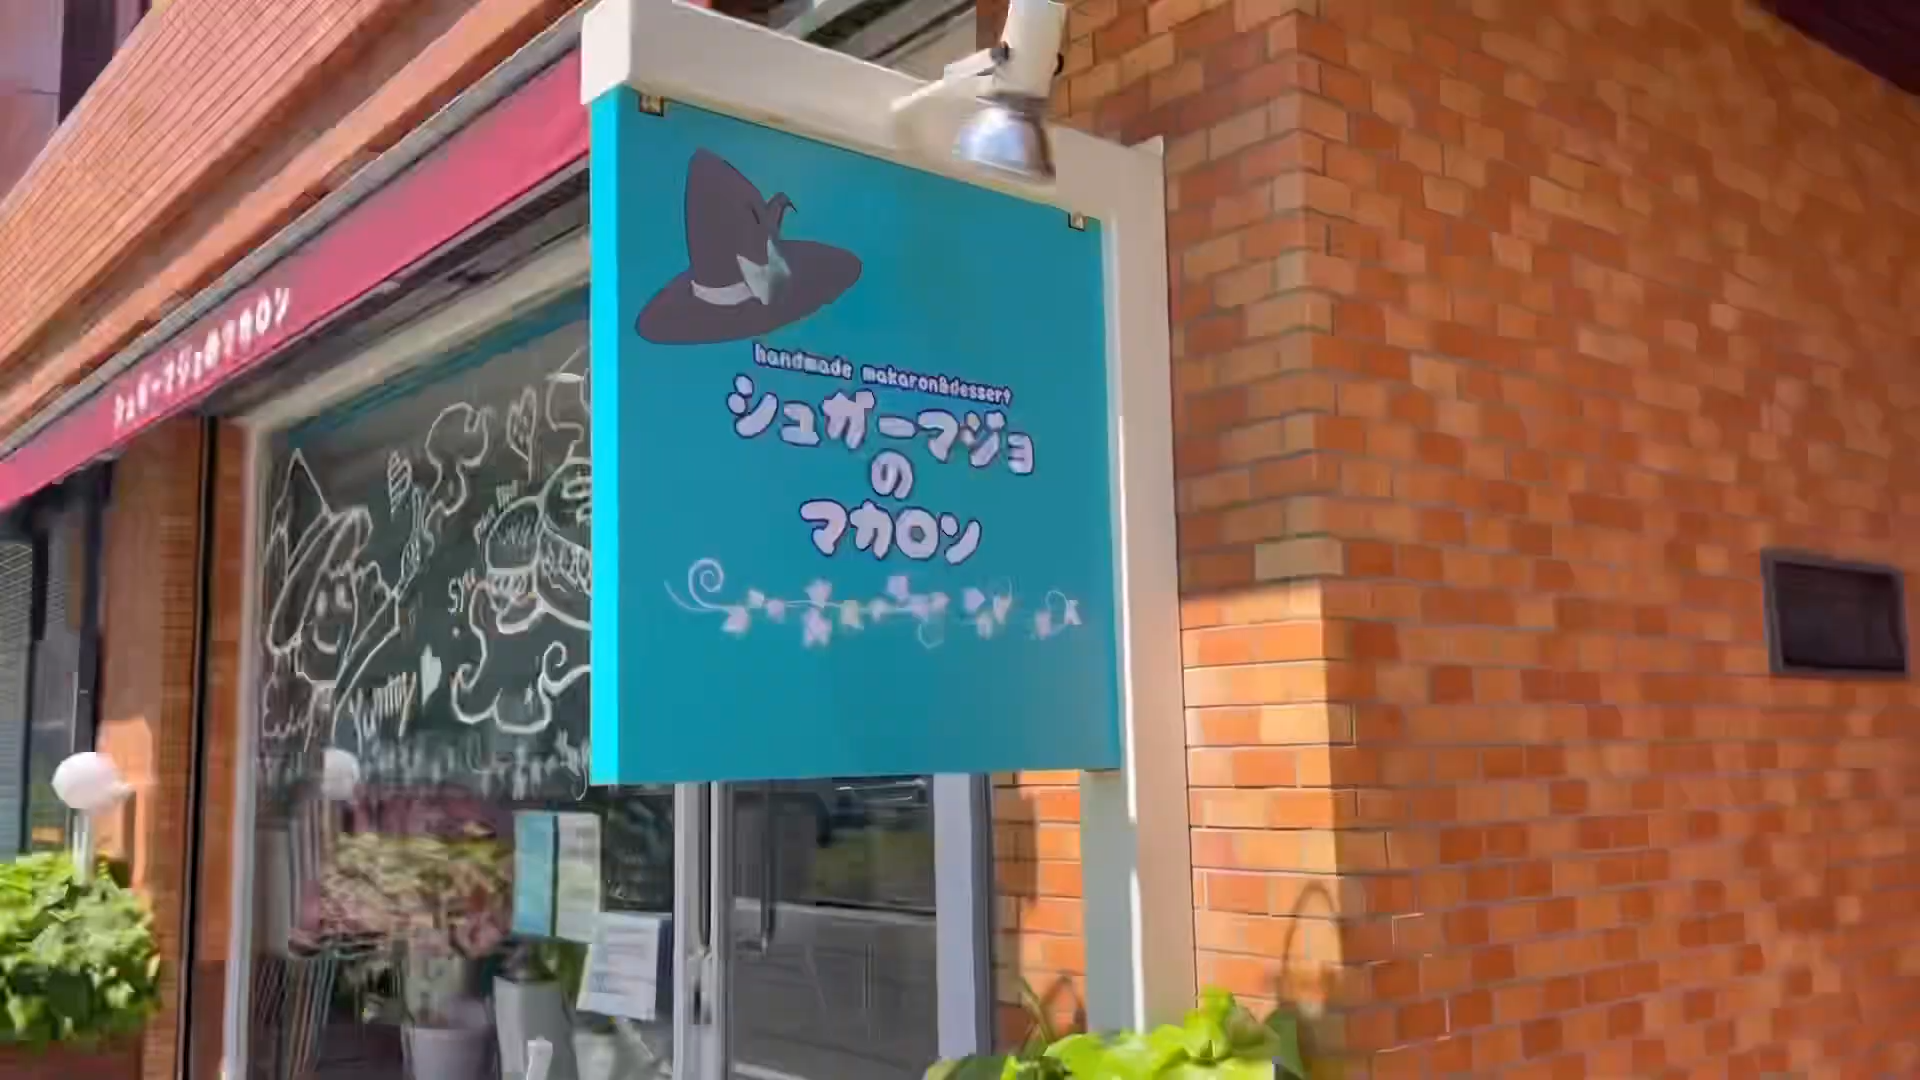 シュガーマジョのマカロン
handmade makaron&dessert
シュガーマジョ
の
マカロン
Yummy